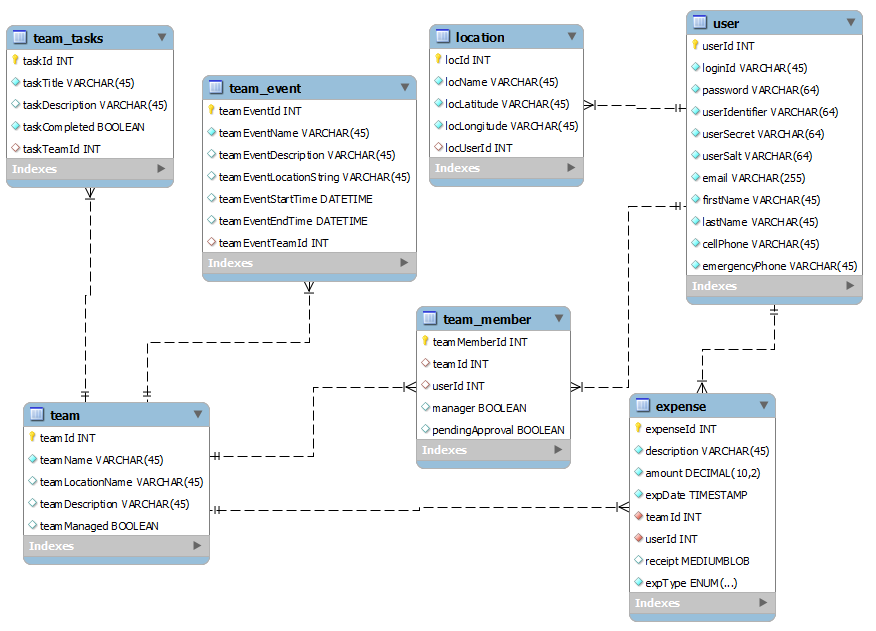 team_tasks
taskId INT
taskTitle VARCHAR(45)
taskDescription VARCHAR(45)
taskCompleted BOOLEAN
taskTeamId INT
Indexes
team_event
teamEventId INT
teamEventName VARCHAR(45)
teamEventDescription VARCHAR(45)
teamEventLocationString VARCHAR(45)
teamEventStartTime DATETIME
teamEventEndTime DATETIME
teamEventTeamId INT
Indexes
location
locId INT
locName VARCHAR(45)
locLatitude VARCHAR(45)
locLongitude VARCHAR(45)
locUserId INT
Indexes
user
userId INT
loginId VARCHAR(45)
password VARCHAR(64)
userIdentifier VARCHAR(64)
userSecret VARCHAR(64)
userSalt VARCHAR(64)
email VARCHAR(255)
firstName VARCHAR(45)
lastName VARCHAR(45)
cellPhone VARCHAR(45)
emergencyPhone VARCHAR(45)
Indexes
team_member
teamMemberId INT
teamId INT
userId INT
manager BOOLEAN
pendingApproval BOOLEAN
Indexes
team
teamId INT
teamName VARCHAR(45)
teamLocationName VARCHAR(45)
teamDescription VARCHAR(45)
teamManaged BOOLEAN
Indexes
expense
expenseId INT
description VARCHAR(45)
amount DECIMAL(10,2)
expDate TIMESTAMP
teamId INT
userId INT
receipt MEDIUMBLOB
expType ENUM(...)
Indexes